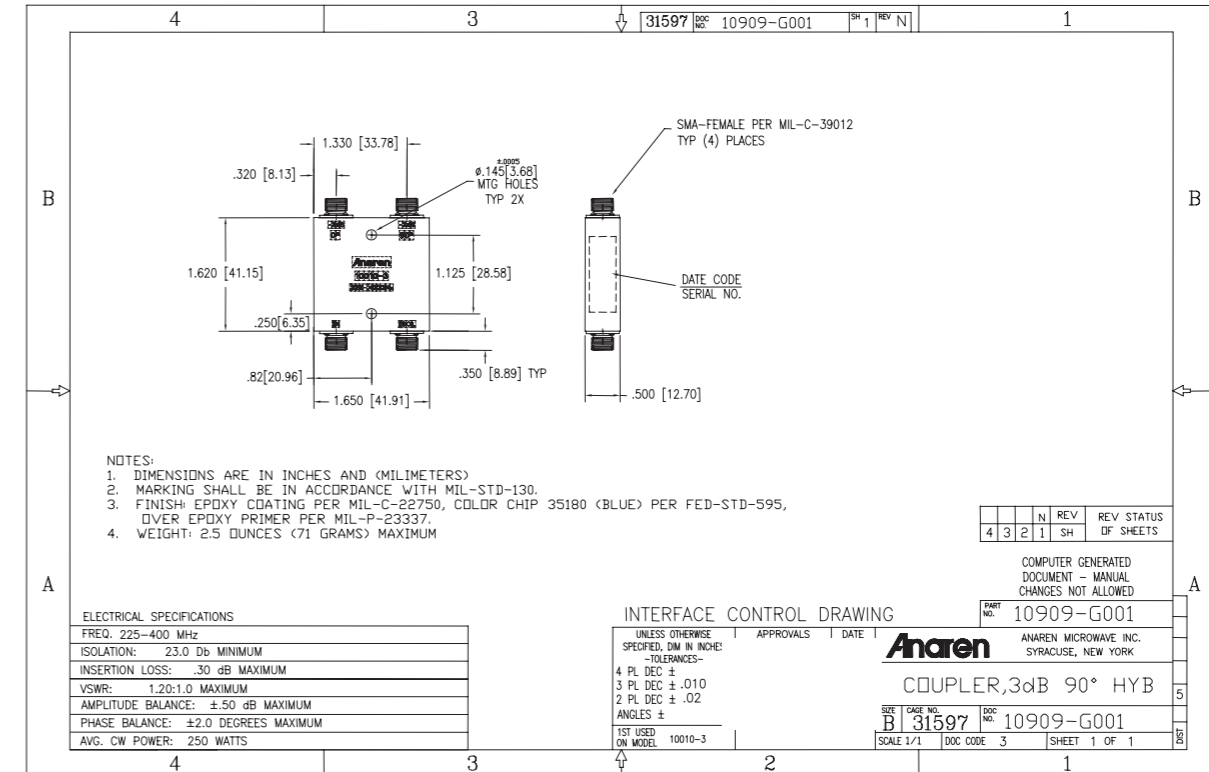 4
3
31597 DOC NO. 10909-G001 SH 1 REV N
1
SMA-FEMALE PER MIL-C-39012
TYP (4) PLACES
1.330 [33.78]
±.0005
ø.145[3.68]
MTG HOLES
TYP 2X
.320 [8.13]
B
B
Anaren
10010-3
1.620 [41.15]
1.125 [28.58]
DATE CODE
SERIAL NO.
.250[6.35]
IN
.82[20.96]
.350 [8.89] TYP
1.650 [41.91]
.500 [12.70]
NOTES:
1. DIMENSIONS ARE IN INCHES AND (MILIMETERS)
2. MARKING SHALL BE IN ACCORDANCE WITH MIL-STD-130.
3. FINISH: EPOXY COATING PER MIL-C-22750, COLOR CHIP 35180 (BLUE) PER FED-STD-595,
OVER EPOXY PRIMER PER MIL-P-23337.
4. WEIGHT: 2.5 OUNCES (71 GRAMS) MAXIMUM
N REV REV STATUS
4 3 2 1 SH OF SHEETS
COMPUTER GENERATED
DOCUMENT - MANUAL
CHANGES NOT ALLOWED
A
A
ELECTRICAL SPECIFICATIONS
FREQ. 225-400 MHz
ISOLATION: 23.0 Db MINIMUM
INSERTION LOSS: .30 dB MAXIMUM
VSWR: 1.20:1.0 MAXIMUM
AMPLITUDE BALANCE: ±.50 dB MAXIMUM
PHASE BALANCE: ±2.0 DEGREES MAXIMUM
AVG. CW POWER: 250 WATTS
INTERFACE CONTROL DRAWING
PART NO. 10909-G001
UNLESS OTHERWISE
SPECIFIED, DIM IN INCHES
-TOLERANCES-
4 PL DEC ±
3 PL DEC ± .010
2 PL DEC ± .02
ANGLES ±
1ST USED
ON MODEL 10010-3
APPROVALS DATE
Anaren
ANAREN MICROWAVE INC.
SYRACUSE, NEW YORK
COUPLER,3dB 90° HYB
SIZE B CAGE NO. 31597 DOC NO. 10909-G001
SCALE 1/1 DOC CODE 3 SHEET 1 OF 1
5
DIST
4
3
2
1